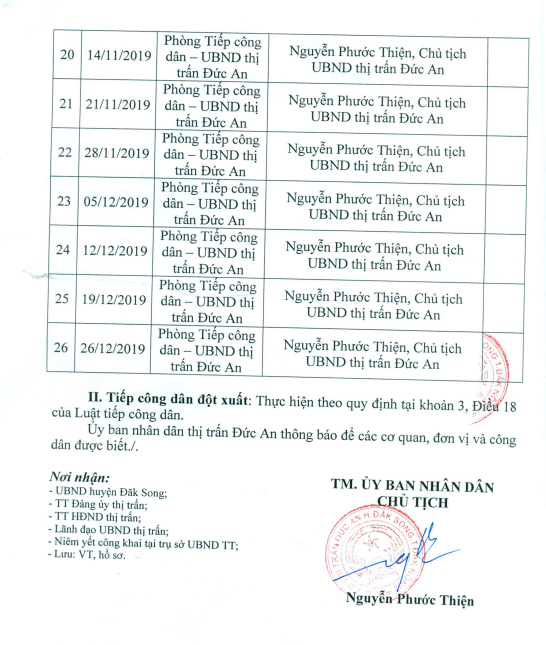 20 14/11/2019 Phòng Tiếp công dân – UBND thị trấn Đức An Nguyễn Phước Thiện, Chủ tịch UBND thị trấn Đức An
21 21/11/2019 Phòng Tiếp công dân – UBND thị trấn Đức An Nguyễn Phước Thiện, Chủ tịch UBND thị trấn Đức An
22 28/11/2019 Phòng Tiếp công dân – UBND thị trấn Đức An Nguyễn Phước Thiện, Chủ tịch UBND thị trấn Đức An
23 05/12/2019 Phòng Tiếp công dân – UBND thị trấn Đức An Nguyễn Phước Thiện, Chủ tịch UBND thị trấn Đức An
24 12/12/2019 Phòng Tiếp công dân – UBND thị trấn Đức An Nguyễn Phước Thiện, Chủ tịch UBND thị trấn Đức An
25 19/12/2019 Phòng Tiếp công dân – UBND thị trấn Đức An Nguyễn Phước Thiện, Chủ tịch UBND thị trấn Đức An
26 26/12/2019 Phòng Tiếp công dân – UBND thị trấn Đức An Nguyễn Phước Thiện, Chủ tịch UBND thị trấn Đức An
II. Tiếp công dân đột xuất: Thực hiện theo quy định tại khoản 3, Điều 18
của Luật tiếp công dân.
Ủy ban nhân dân thị trấn Đức An thông báo để các cơ quan, đơn vị và công
dân được biết./.
Nơi nhận:
- UBND huyện Đăk Song;
- TT Đảng ủy thị trấn;
- TT HĐND thị trấn;
- Lãnh đạo UBND thị trấn;
- Niêm yết công khai tại trụ sở UBND TT;
- Lưu: VT, hồ sơ.
TM. ỦY BAN NHÂN DÂN
CHỦ TỊCH
Nguyễn Phước Thiện